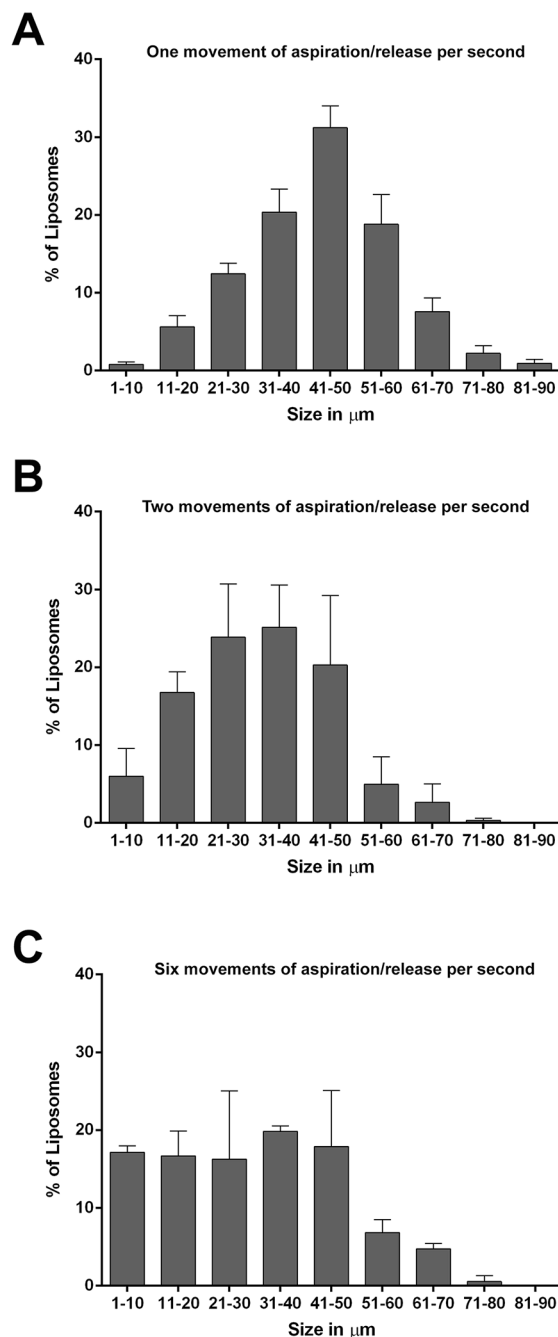 A
One movement of aspiration/release per second
40
30
20
10
0
% of Liposomes
1-10 11-20 21-30 31-40 41-50 51-60 61-70 71-80 81-90
Size in μm
B
Two movements of aspiration/release per second
40
30
20
10
0
% of Liposomes
1-10 11-20 21-30 31-40 41-50 51-60 61-70 71-80 81-90
Size in μm
C
Six movements of aspiration/release per second
40
30
20
10
0
% of Liposomes
1-10 11-20 21-30 31-40 41-50 51-60 61-70 71-80 81-90
Size in μm